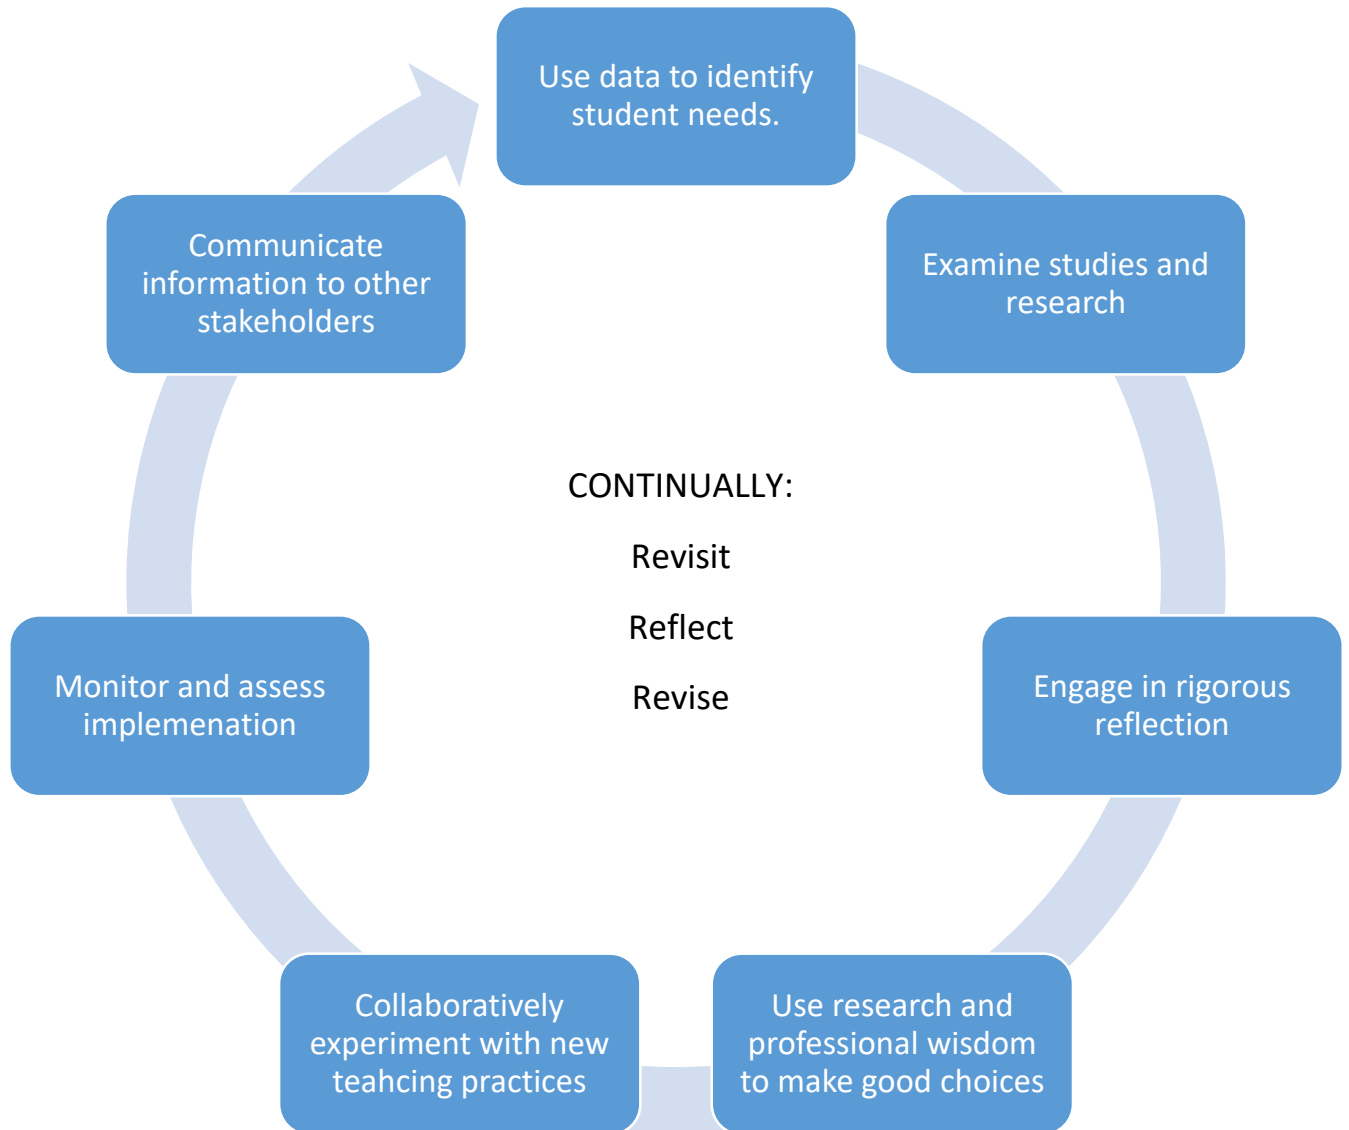 Use data to identify
student needs.
Examine studies and
research
Engage in rigorous
reflection
Use research and
professional wisdom
to make good choices
Collaboratively
experiment with new
teahcing practices
Monitor and assess
implemenation
Communicate
information to other
stakeholders
CONTINUALLY:
Revisit
Reflect
Revise